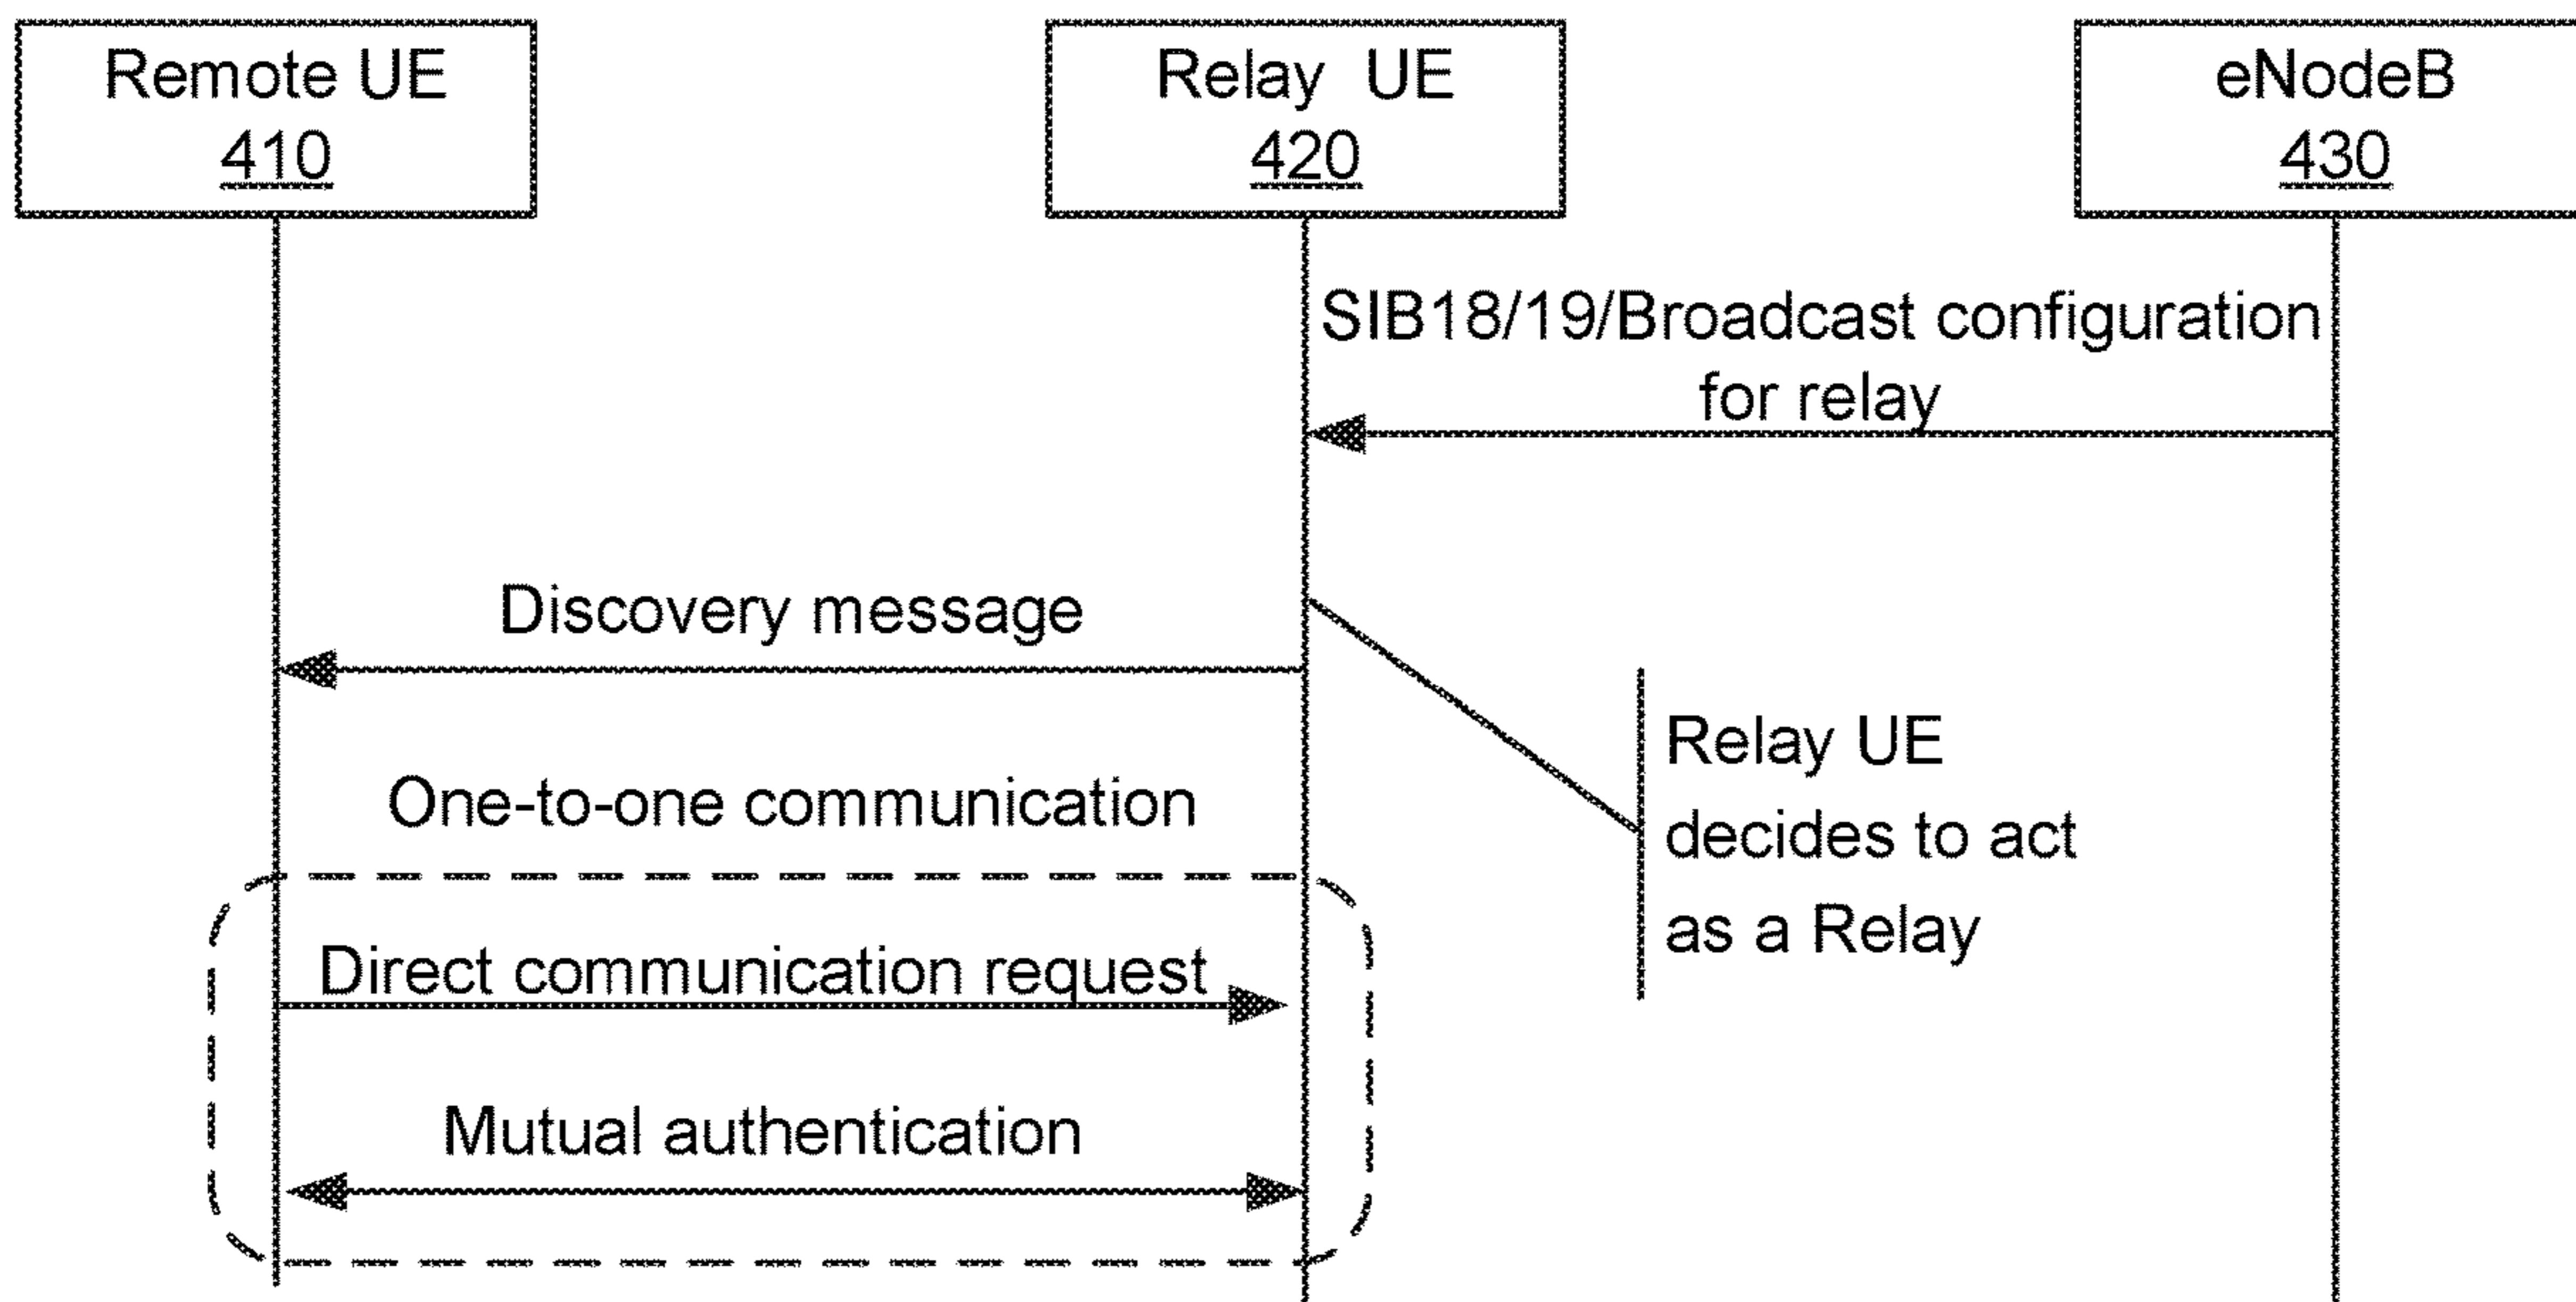 Remote UE
410
Relay UE
420
eNodeB
430
SIB18/19/Broadcast configuration
for relay
Discovery message
Relay UE
decides to act
as a Relay
One-to-one communication
Direct communication request
Mutual authentication